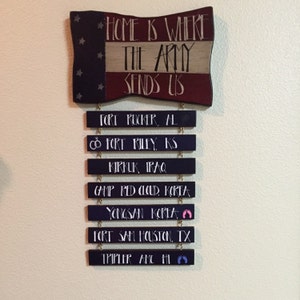 HOME IS WHERE
THE ARMY
SENDS US
FORT RUCKER, AL
FORT RILEY, KS
KIRKUK, IRAQ
CAMP RED CLOUD, KOREA
YONGSAN, KOREA
FORT SAM HOUSTON, TX
TRIPLER AMC, HI